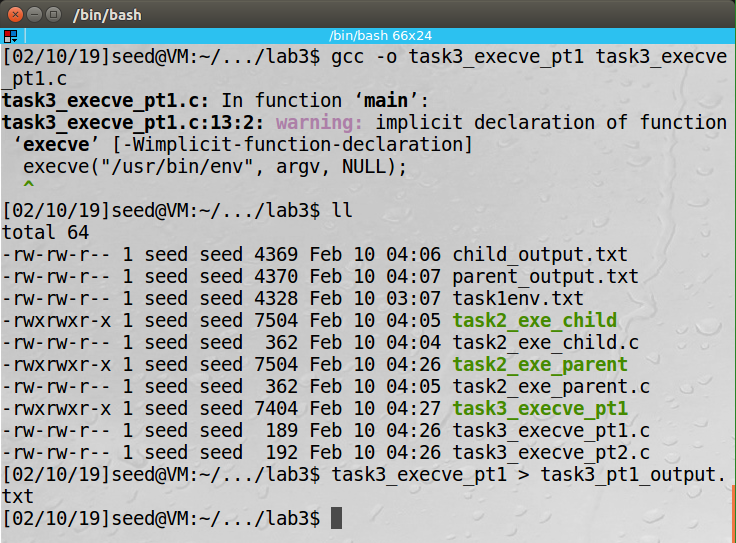 /bin/bash
/bin/bash 66x24
[02/10/19]seed@VM:~/.../lab3$ gcc -o task3_execve_pt1 task3_execve
_pt1.c
task3_execve_pt1.c: In function ‘main’:
task3_execve_pt1.c:13:2: warning: implicit declaration of function
 ‘execve’ [-Wimplicit-function-declaration]
  execve("/usr/bin/env", argv, NULL);
  ^
[02/10/19]seed@VM:~/.../lab3$ ll
total 64
-rw-rw-r-- 1 seed seed 4369 Feb 10 04:06 child_output.txt
-rw-rw-r-- 1 seed seed 4370 Feb 10 04:07 parent_output.txt
-rw-rw-r-- 1 seed seed 4328 Feb 10 03:07 task1env.txt
-rwxrwxr-x 1 seed seed 7504 Feb 10 04:05 task2_exe_child
-rw-rw-r-- 1 seed seed  362 Feb 10 04:04 task2_exe_child.c
-rwxrwxr-x 1 seed seed 7504 Feb 10 04:26 task2_exe_parent
-rw-rw-r-- 1 seed seed  362 Feb 10 04:05 task2_exe_parent.c
-rwxrwxr-x 1 seed seed 7404 Feb 10 04:27 task3_execve_pt1
-rw-rw-r-- 1 seed seed  189 Feb 10 04:26 task3_execve_pt1.c
-rw-rw-r-- 1 seed seed  192 Feb 10 04:26 task3_execve_pt2.c
[02/10/19]seed@VM:~/.../lab3$ task3_execve_pt1 > task3_pt1_output.
txt
[02/10/19]seed@VM:~/.../lab3$